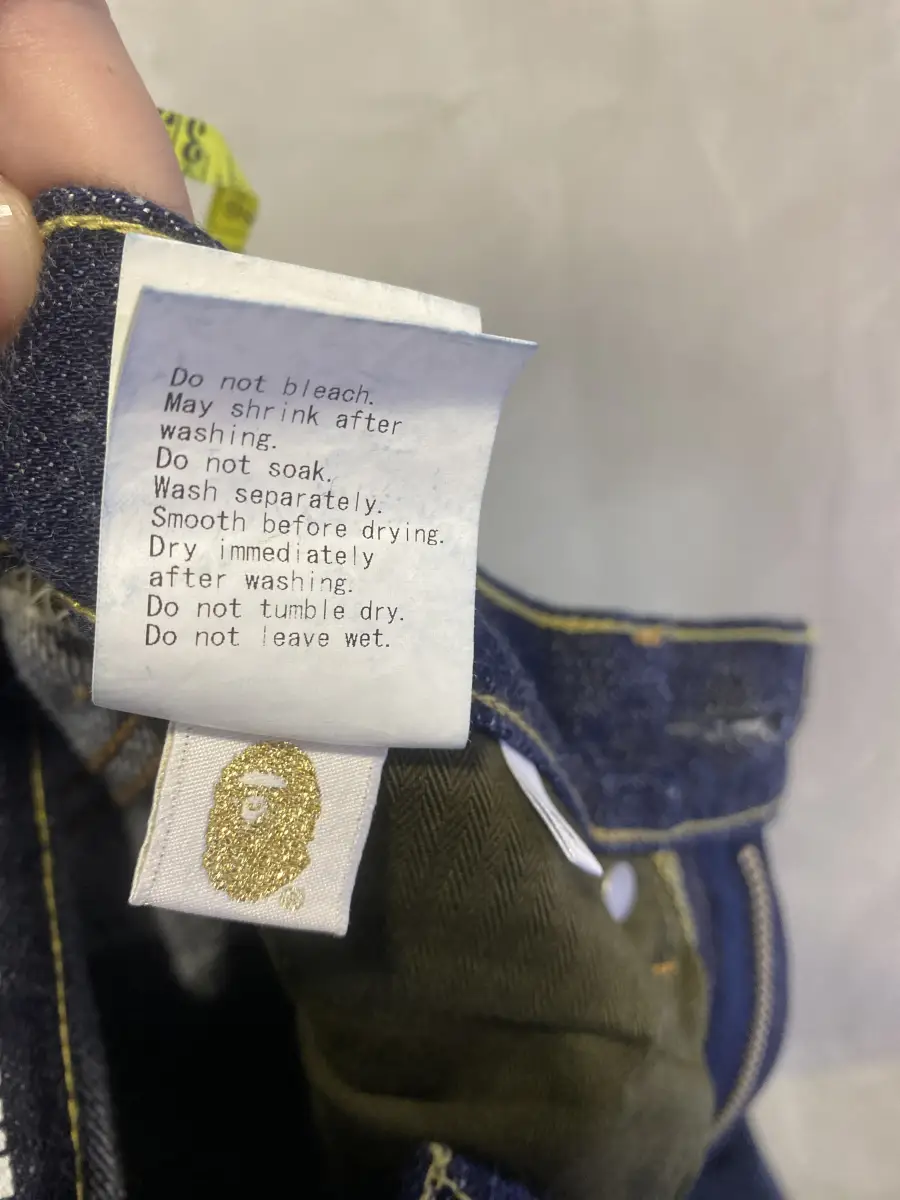 Do not bleach.
May shrink after
washing.
Do not soak.
Wash separately.
Smooth before drying.
Dry immediately
after washing.
Do not tumble dry.
Do not leave wet.
®